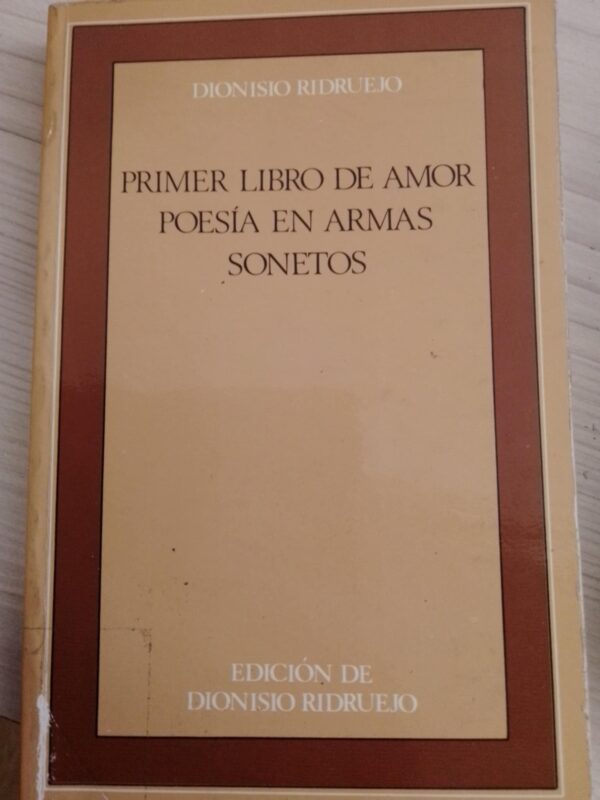 DIONISIO RIDRUEJO
PRIMER LIBRO DE AMOR
POESÍA EN ARMAS
SONETOS
EDICIÓN DE
DIONISIO RIDRUEJO